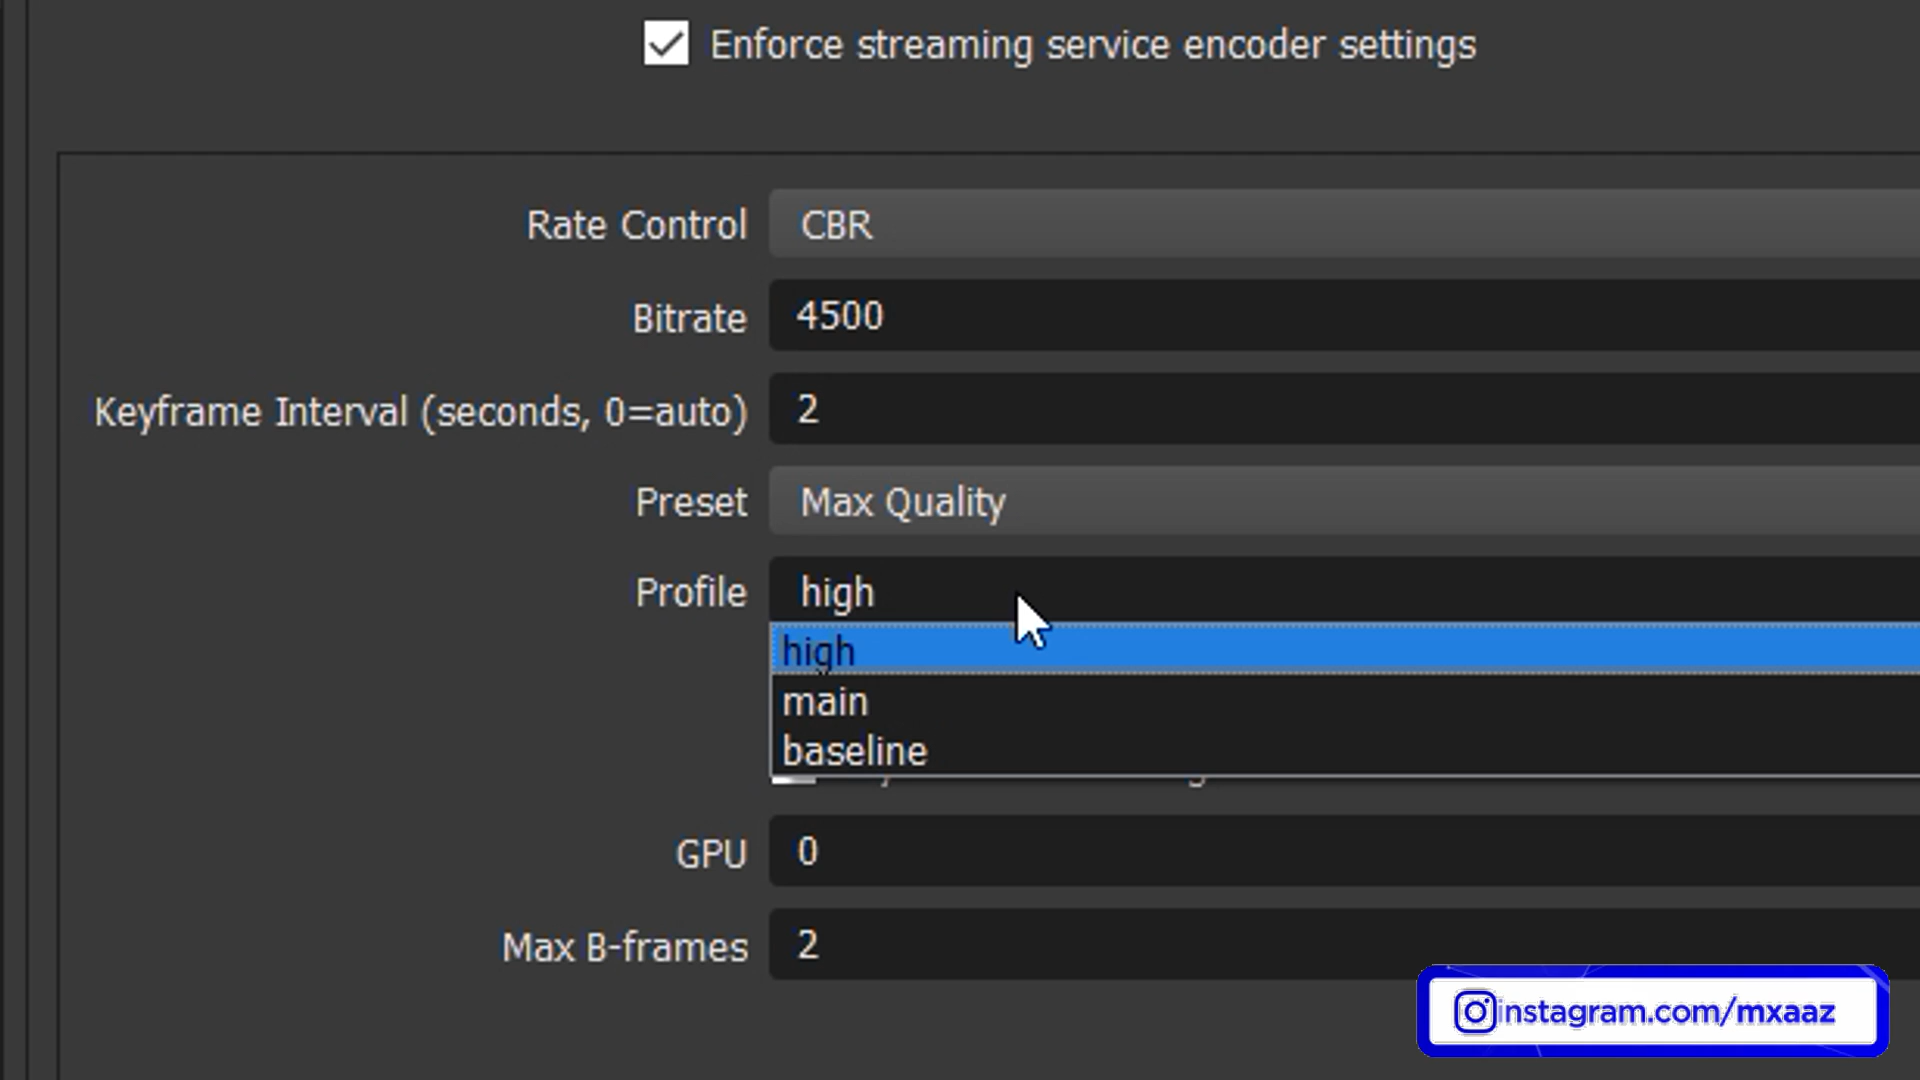 Enforce streaming service encoder settings
Rate Control CBR
Bitrate 4500
Keyframe Interval (seconds, 0=auto) 2
Preset Max Quality
Profile high
high
main
baseline
GPU 0
Max B-frames 2
instagram.com/mxaaz